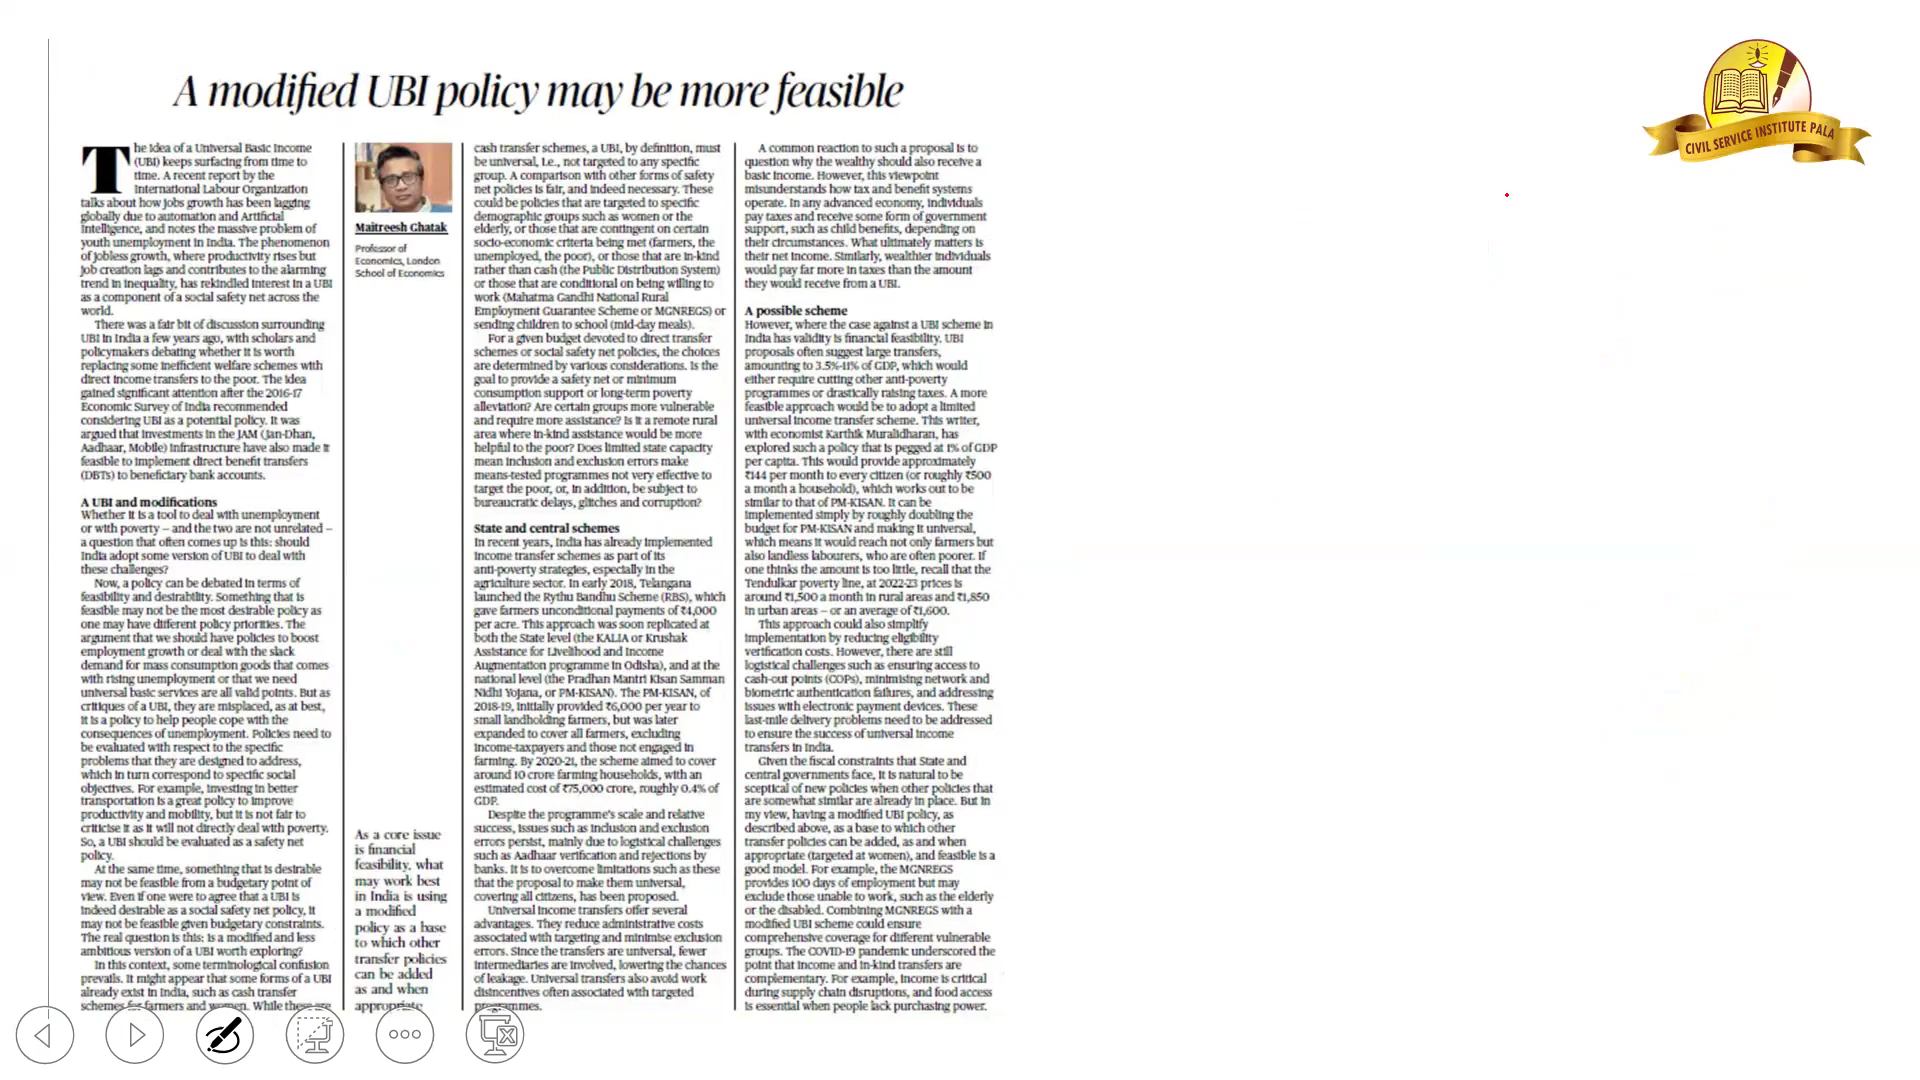 A modified UBI policy may be more feasible
The idea of a Universal Basic Income
(UBI) keeps surfacing from time to
time. A recent report by the
International Labour Organization
talks about how jobs growth has been lagging
globally due to automation and Artificial
Intelligence, and notes the massive problem of
youth unemployment in India. The phenomenon
of jobless growth, where productivity rises but
job creation lags and contributes to the alarming
trend in inequality, has rekindled interest in a UBI
as a component of a social safety net across the
world.
There was a fair bit of discussion surrounding
UBI in India a few years ago, with scholars and
policymakers debating whether it is worth
replacing some inefficient welfare schemes with
direct income transfers to the poor. The idea
gained significant attention after the 2016-17
Economic Survey of India recommended
considering UBI as a potential policy. It was
argued that investments in the JAM (Jan-Dhan,
Aadhaar, Mobile) infrastructure have also made it
feasible to implement direct benefit transfers
(DBTs) to beneficiary bank accounts.
A UBI and modifications
Whether it is a tool to deal with unemployment
or with poverty – and the two are not unrelated –
a question that often comes up is this: should
India adopt some version of UBI to deal with
these challenges?
Now, a policy can be debated in terms of
feasibility and desirability. Something that is
feasible may not be the most desirable policy as
one may have different policy priorities. The
argument that we should have policies to boost
employment growth or deal with the slack
demand for mass consumption goods that comes
with rising unemployment or that we need
universal basic services are all valid points. But as
critiques of a UBI, they are misplaced, as at best,
it is a policy to help people cope with the
consequences of unemployment. Policies need to
be evaluated with respect to the specific
problems that they are designed to address,
which in turn correspond to specific social
objectives. For example, investing in better
transportation is a great policy to improve
productivity and mobility, but it is not fair to
criticise it as it will not directly deal with poverty.
So, a UBI should be evaluated as a safety net
policy.
At the same time, something that is desirable
may not be feasible from a budgetary point of
view. Even if one were to agree that a UBI is
indeed desirable as a social safety net policy, it
may not be feasible given budgetary constraints.
The real question is this: is a modified and less
ambitious version of a UBI worth exploring?
In this context, some terminological confusion
prevails. It might appear that some forms of a UBI
already exist in India, such as cash transfer
schemes for farmers and women. While these are
Maitreesh Ghatak
Professor of
Economics, London
School of Economics
As a core issue
is financial
feasibility, what
may work best
in India is using
a modified
policy as a base
to which other
transfer policies
can be added
as and when
appropriate
cash transfer schemes, a UBI, by definition, must
be universal, i.e., not targeted to any specific
group. A comparison with other forms of safety
net policies is fair, and indeed necessary. These
could be policies that are targeted to specific
demographic groups such as women or the
elderly, or those that are contingent on certain
socio-economic criteria being met (farmers, the
unemployed, the poor), or those that are in-kind
rather than cash (the Public Distribution System)
or those that are conditional on being willing to
work (Mahatma Gandhi National Rural
Employment Guarantee Scheme or MGNREGS) or
sending children to school (mid-day meals).
For a given budget devoted to direct transfer
schemes or social safety net policies, the choices
are determined by various considerations. Is the
goal to provide a safety net or minimum
consumption support or long-term poverty
alleviation? Are certain groups more vulnerable
and require more assistance? Is it a remote rural
area where in-kind assistance would be more
helpful to the poor? Does limited state capacity
mean inclusion and exclusion errors make
means-tested programmes not very effective to
target the poor, or, in addition, be subject to
bureaucratic delays, glitches and corruption?
State and central schemes
In recent years, India has already implemented
income transfer schemes as part of its
anti-poverty strategies, especially in the
agriculture sector. In early 2018, Telangana
launched the Rythu Bandhu Scheme (RBS), which
gave farmers unconditional payments of ₹4,000
per acre. This approach was soon replicated at
both the State level (the KALIA or Krushak
Assistance for Livelihood and Income
Augmentation programme in Odisha), and at the
national level (the Pradhan Mantri Kisan Samman
Nidhi Yojana, or PM-KISAN). The PM-KISAN, of
2018-19, initially provided ₹6,000 per year to
small landholding farmers, but was later
expanded to cover all farmers, excluding
income-taxpayers and those not engaged in
farming. By 2020-21, the scheme aimed to cover
around 10 crore farming households, with an
estimated cost of ₹75,000 crore, roughly 0.4% of
GDP.
Despite the programme's scale and relative
success, issues such as inclusion and exclusion
errors persist, mainly due to logistical challenges
such as Aadhaar verification and rejections by
banks. It is to overcome limitations such as these
that the proposal to make them universal,
covering all citizens, has been proposed.
Universal income transfers offer several
advantages. They reduce administrative costs
associated with targeting and minimise exclusion
errors. Since the transfers are universal, fewer
intermediaries are involved, lowering the chances
of leakage. Universal transfers also avoid work
disincentives often associated with targeted
programmes.
A common reaction to such a proposal is to
question why the wealthy should also receive a
basic income. However, this viewpoint
misunderstands how tax and benefit systems
operate. In any advanced economy, individuals
pay taxes and receive some form of government
support, such as child benefits, depending on
their circumstances. What ultimately matters is
their net income. Similarly, wealthier individuals
would pay far more in taxes than the amount
they would receive from a UBI.
A possible scheme
However, where the case against a UBI scheme in
India has validity is financial feasibility. UBI
proposals often suggest large transfers,
amounting to 3.5%-11% of GDP, which would
either require cutting other anti-poverty
programmes or drastically raising taxes. A more
feasible approach would be to adopt a limited
universal income transfer scheme. This writer,
with economist Karthik Muralidharan, has
explored such a policy that is pegged at 1% of GDP
per capita. This would provide approximately
₹144 per month to every citizen (or roughly ₹500
a month a household), which works out to be
similar to that of PM-KISAN. It can be
implemented simply by roughly doubling the
budget for PM-KISAN and making it universal,
which means it would reach not only farmers but
also landless labourers, who are often poorer. If
one thinks the amount is too little, recall that the
Tendulkar poverty line, at 2022-23 prices is
around ₹1,500 a month in rural areas and ₹1,850
in urban areas – or an average of ₹1,600.
This approach could also simplify
implementation by reducing eligibility
verification costs. However, there are still
logistical challenges such as ensuring access to
cash-out points (COPs), minimising network and
biometric authentication failures, and addressing
issues with electronic payment devices. These
last-mile delivery problems need to be addressed
to ensure the success of universal income
transfers in India.
Given the fiscal constraints that State and
central governments face, it is natural to be
sceptical of new policies when other policies that
are somewhat similar are already in place. But in
my view, having a modified UBI policy, as
described above, as a base to which other
transfer policies can be added, as and when
appropriate (targeted at women), and feasible is a
good model. For example, the MGNREGS
provides 100 days of employment but may
exclude those unable to work, such as the elderly
or the disabled. Combining MGNREGS with a
modified UBI scheme could ensure
comprehensive coverage for different vulnerable
groups. The COVID-19 pandemic underscored the
point that income and in-kind transfers are
complementary. For example, income is critical
during supply chain disruptions, and food access
is essential when people lack purchasing power.
CIVIL SERVICE INSTITUTE PALA